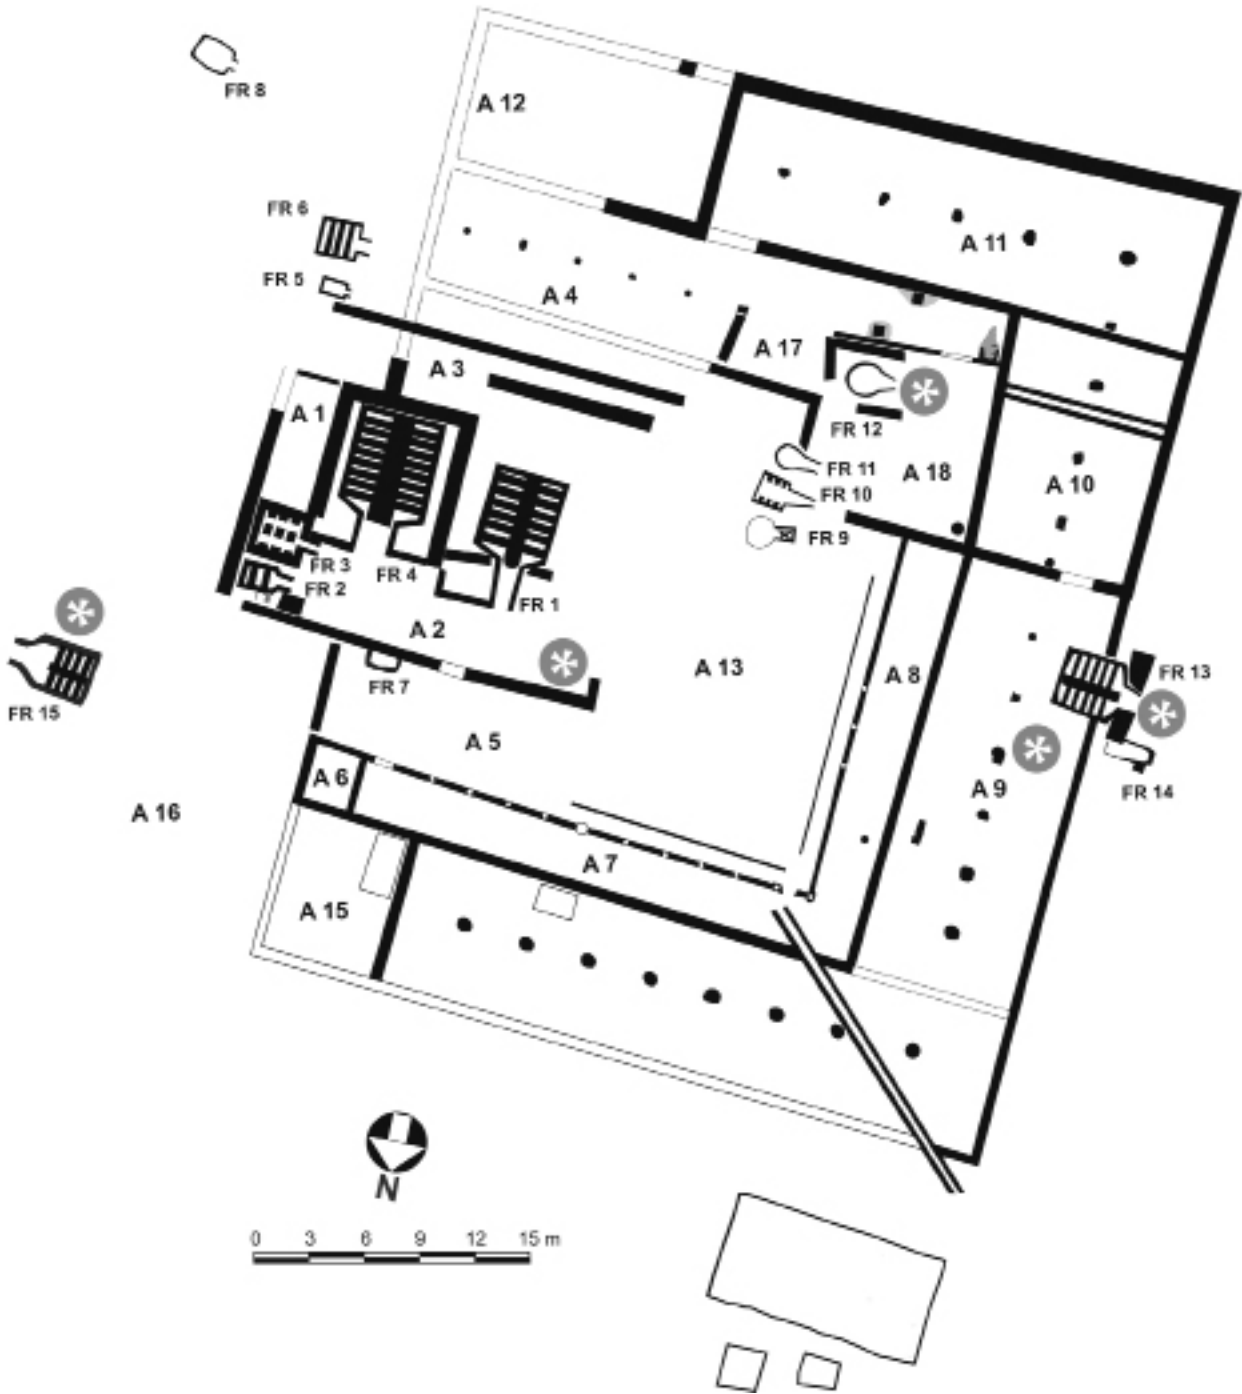 FR 8
A 12
FR 6
A 11
FR 5
A 4
A 17
A 3
A 1
FR 12
FR 11
A 18
A 10
FR 10
FR 9
FR 3
FR 4
FR 2
FR 1
A 2
A 13
A 8
FR 13
FR 7
FR 15
A 5
A 6
A 9
FR 14
A 16
A 7
A 15
N
0 3 6 9 12 15 m